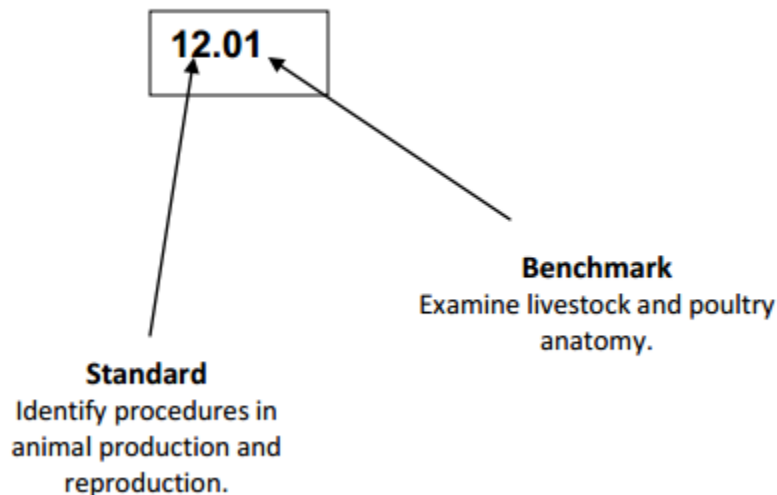 12.01
Benchmark
Examine livestock and poultry
anatomy.
Standard
Identify procedures in
animal production and
reproduction.